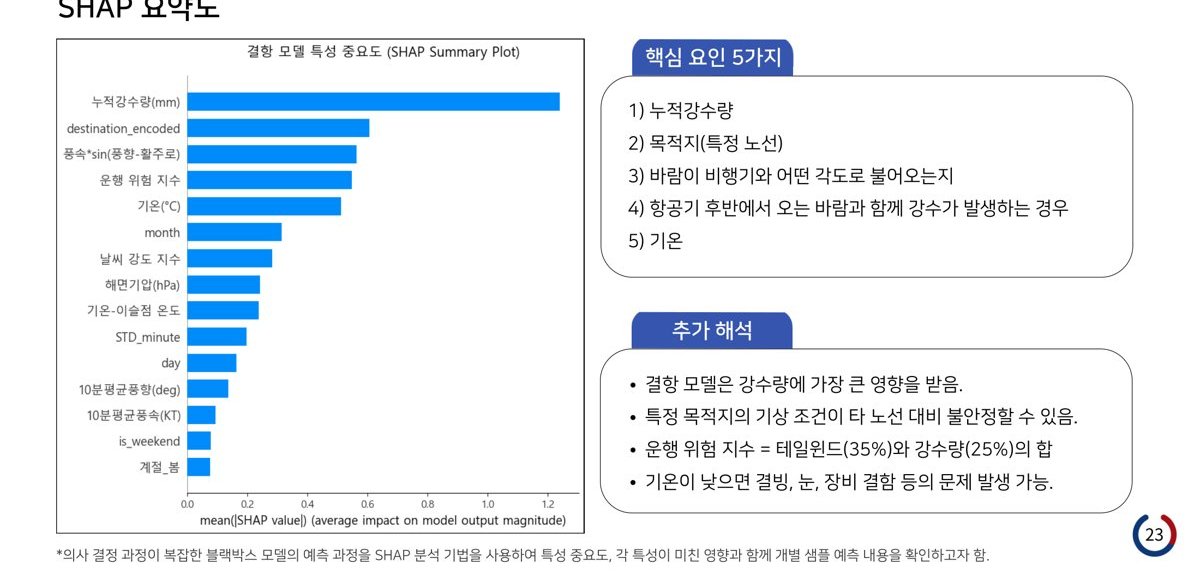 SHAP 요약도
결항 모델 특성 중요도 (SHAP Summary Plot)
누적강수량(mm)
destination_encoded
풍속*sin(풍향-활주로)
운행 위험 지수
기온(°C)
month
날씨 강도 지수
해면기압(hPa)
기온-이슬점 온도
STD_minute
day
10분평균풍향(deg)
10분평균풍속(KT)
is_weekend
계절_봄
0.0 0.2 0.4 0.6 0.8 1.0 1.2
mean(|SHAP value|) (average impact on model output magnitude)
핵심 요인 5가지
1) 누적강수량
2) 목적지(특정 노선)
3) 바람이 비행기와 어떤 각도로 불어오는지
4) 항공기 후반에서 오는 바람과 함께 강수가 발생하는 경우
5) 기온
추가 해석
• 결항 모델은 강수량에 가장 큰 영향을 받음.
• 특정 목적지의 기상 조건이 타 노선 대비 불안정할 수 있음.
• 운행 위험 지수 = 테일윈드(35%)와 강수량(25%)의 합
• 기온이 낮으면 결빙, 눈, 장비 결함 등의 문제 발생 가능.
23
*의사 결정 과정이 복잡한 블랙박스 모델의 예측 과정을 SHAP 분석 기법을 사용하여 특성 중요도, 각 특성이 미친 영향과 함께 개별 샘플 예측 내용을 확인하고자 함.